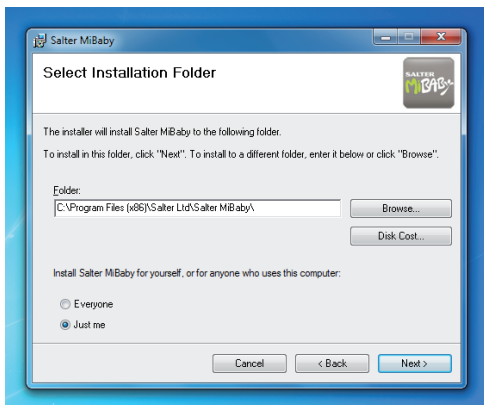 Salter MiBaby
Select Installation Folder
SALTER
MiBABY
The installer will install Salter MiBaby to the following folder.
To install in this folder, click "Next". To install to a different folder, enter it below or click "Browse".
Folder:
C:\Program Files (x86)\Salter Ltd\Salter MiBaby\
Browse...
Disk Cost...
Install Salter MiBaby for yourself, or for anyone who uses this computer:
Everyone
Just me
Cancel
< Back
Next >